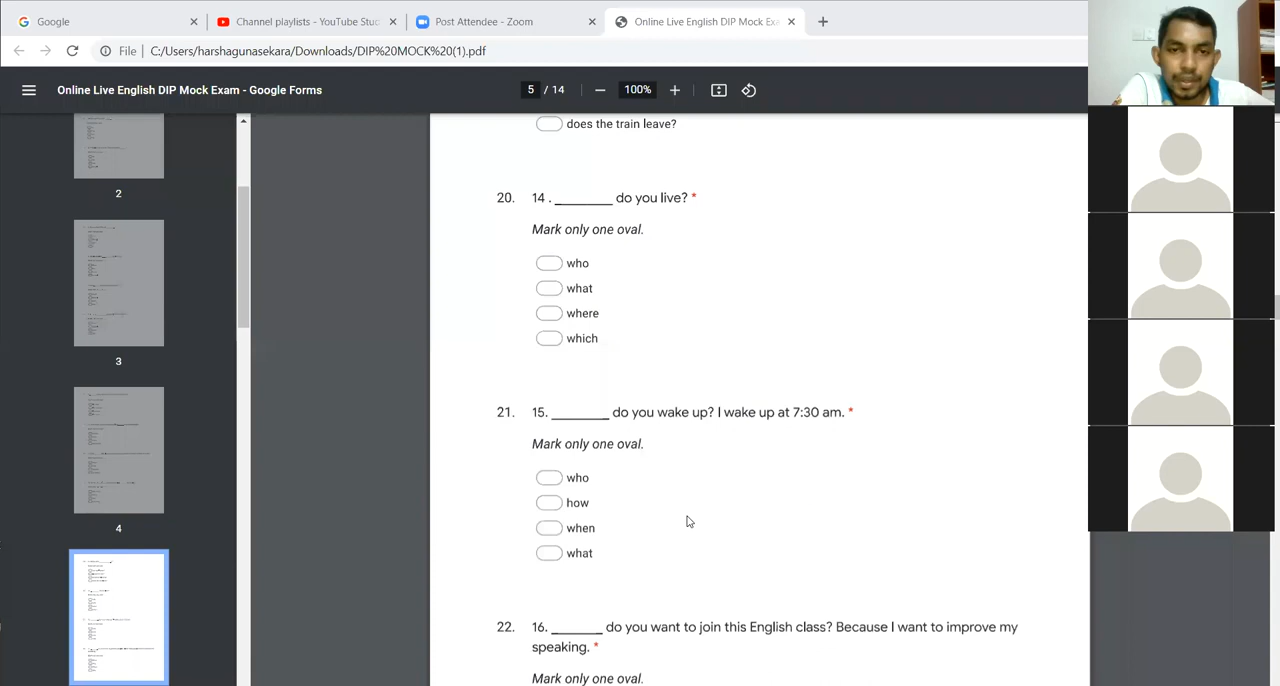 Google
Channel playlists - YouTube Stud
Post Attendee - Zoom
Online Live English DIP Mock Exa
File | C:/Users/harshagunasekara/Downloads/DIP%20MOCK%20(1).pdf
Online Live English DIP Mock Exam - Google Forms
5 / 14
100%
does the train leave?
20. 14 . ________ do you live? *
Mark only one oval.
who
what
where
which
21. 15. ________ do you wake up? I wake up at 7:30 am. *
Mark only one oval.
who
how
when
what
22. 16. _______ do you want to join this English class? Because I want to improve my
speaking. *
Mark only one oval.
2
3
4